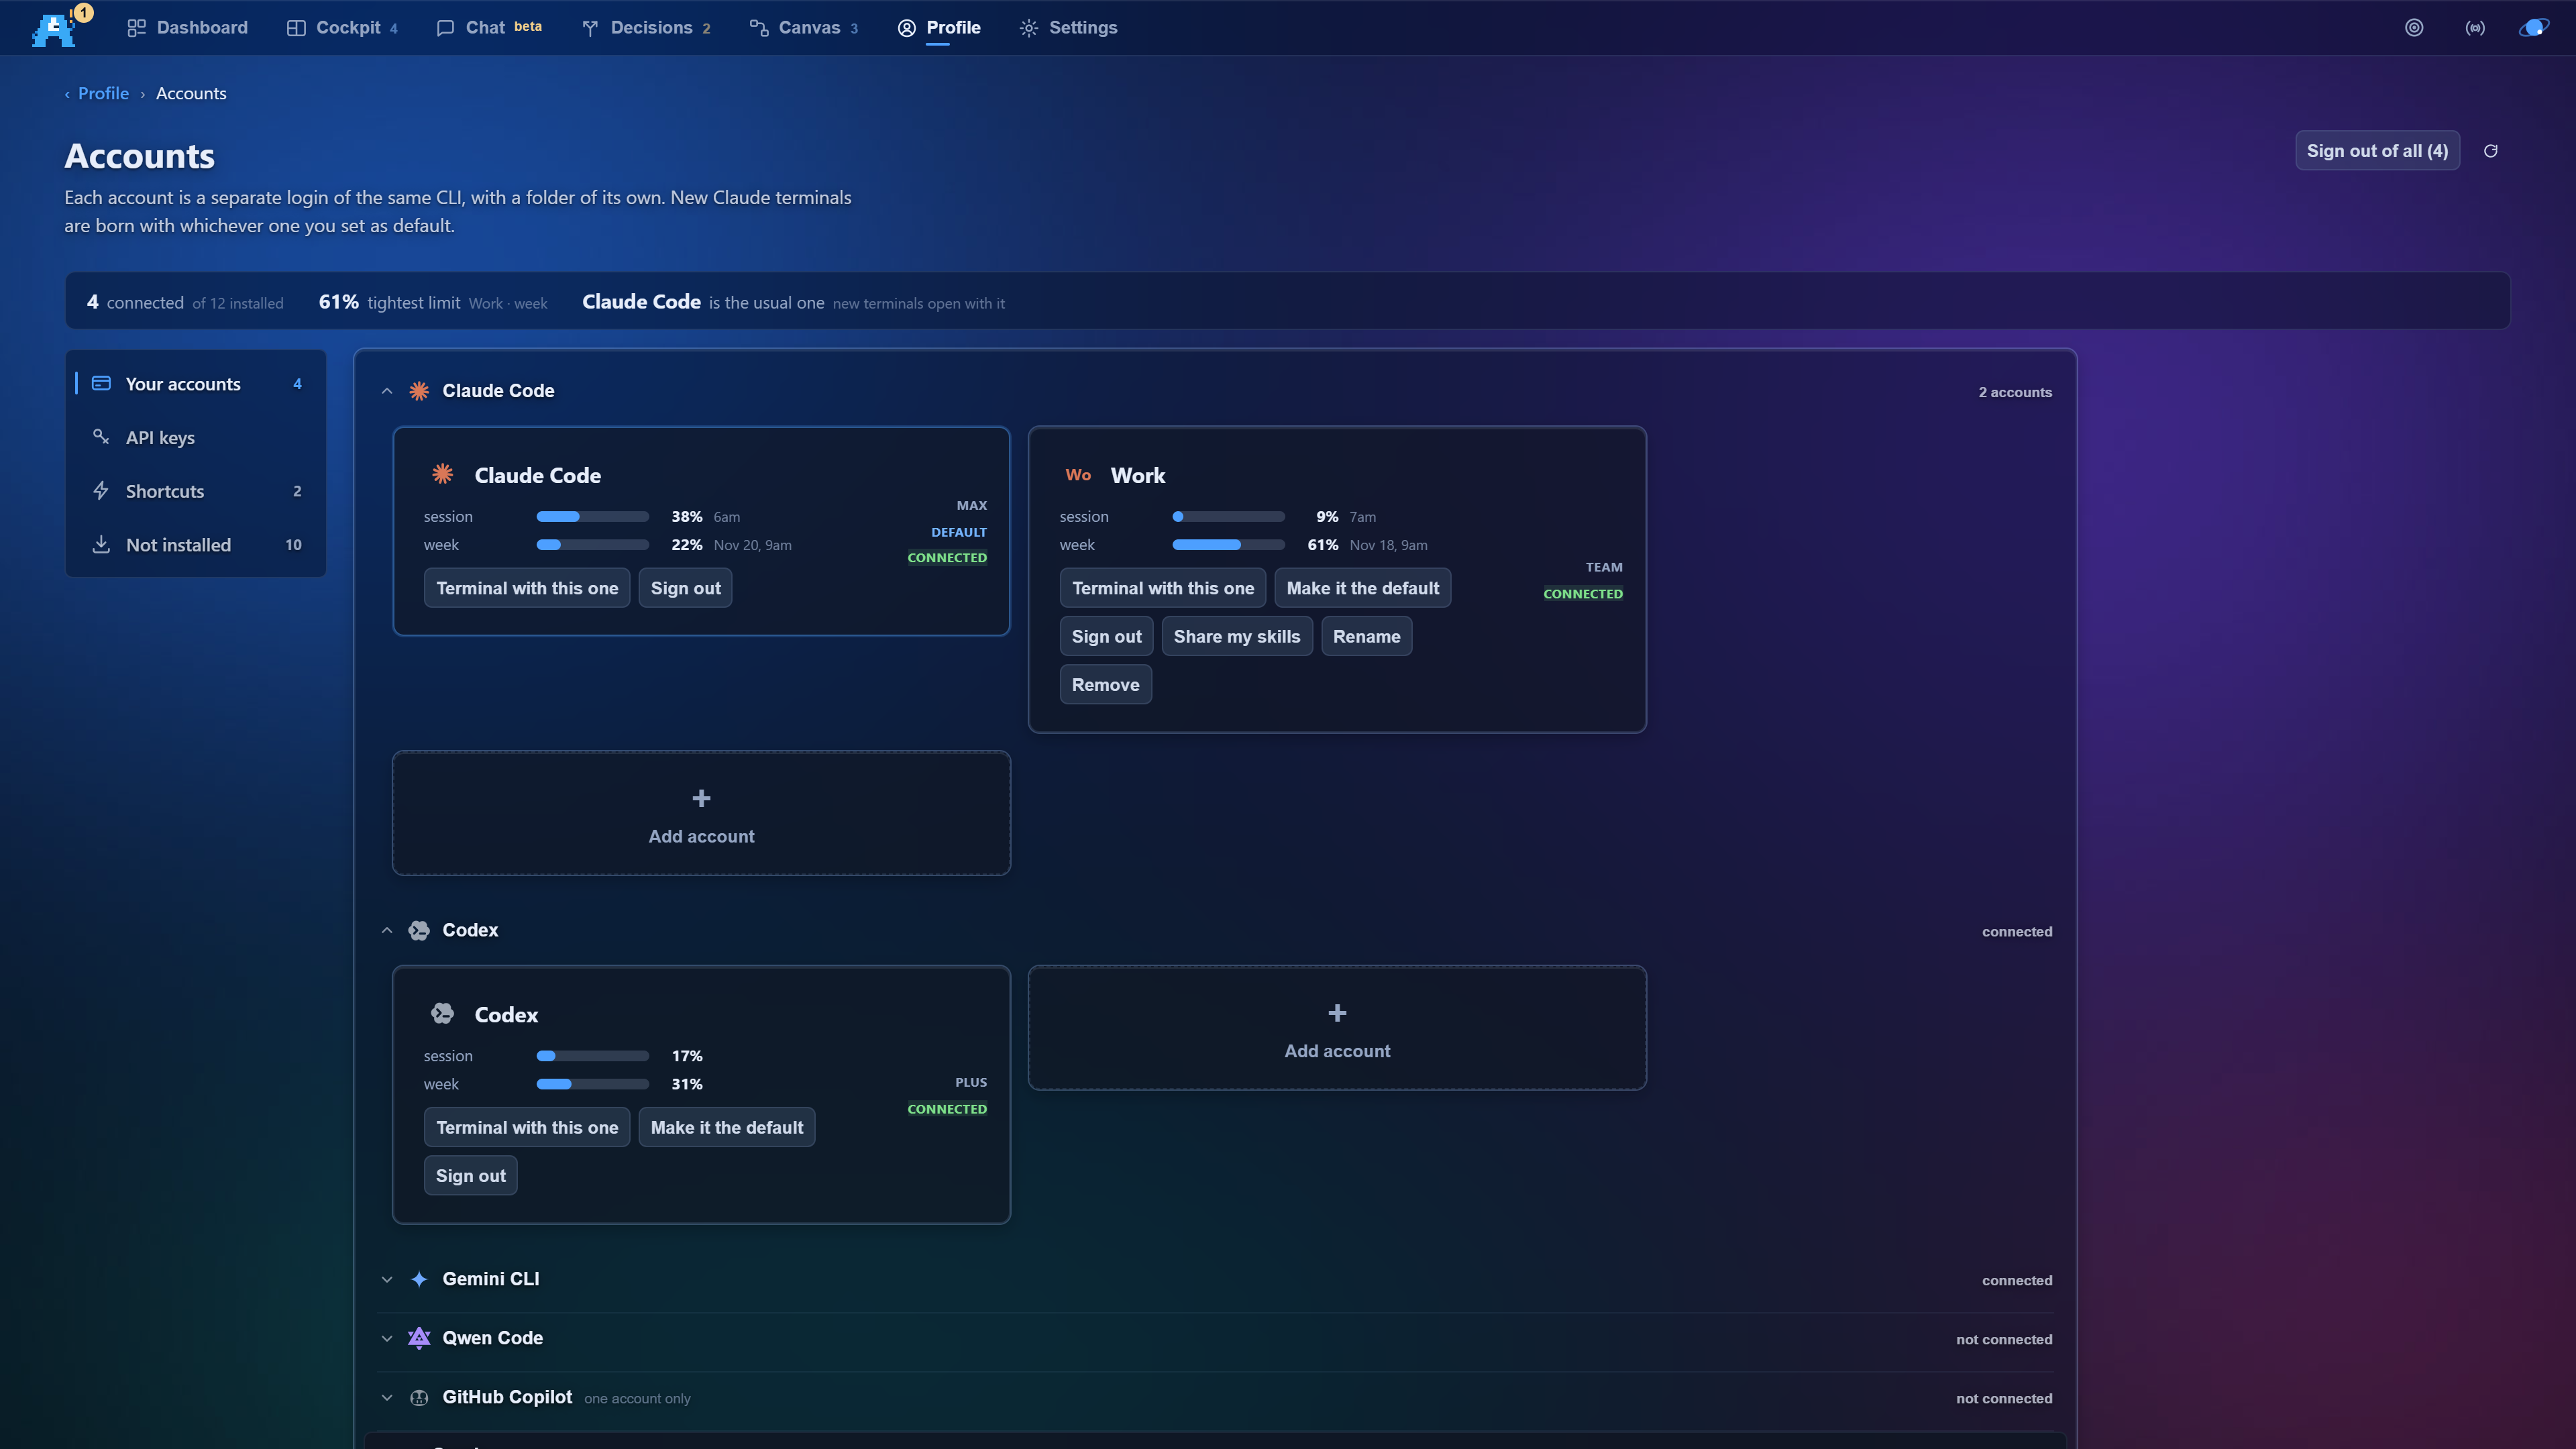 1
Dashboard
Cockpit 4
Chat beta
Decisions 2
Canvas 3
Profile
Settings
‹ Profile › Accounts
Accounts
Sign out of all (4)
Each account is a separate login of the same CLI, with a folder of its own. New Claude terminals
are born with whichever one you set as default.
4 connected of 12 installed
61% tightest limit Work · week
Claude Code is the usual one new terminals open with it
Your accounts 4
API keys
Shortcuts 2
Not installed 10
Claude Code
2 accounts
Claude Code
session 38% 6am
week 22% Nov 20, 9am
MAX
DEFAULT
CONNECTED
Terminal with this one
Sign out
Wo Work
session 9% 7am
week 61% Nov 18, 9am
TEAM
CONNECTED
Terminal with this one
Make it the default
Sign out
Share my skills
Rename
Remove
+
Add account
Codex
connected
Codex
session 17%
week 31%
PLUS
CONNECTED
Terminal with this one
Make it the default
Sign out
+
Add account
Gemini CLI
connected
Qwen Code
not connected
GitHub Copilot one account only
not connected